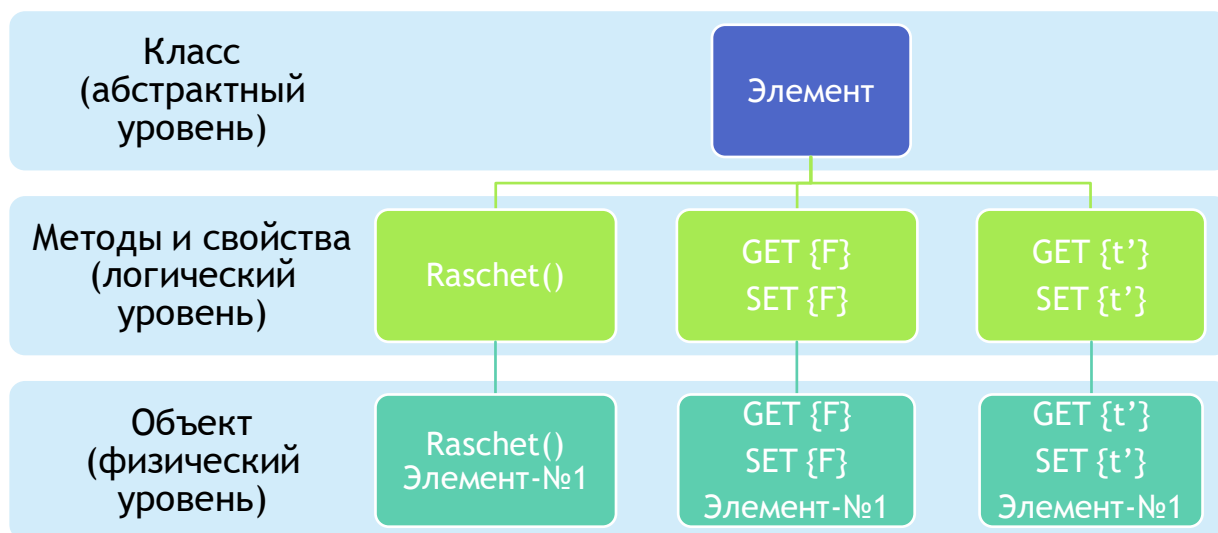 Класс
(абстрактный
уровень)
Элемент
Методы и свойства
(логический
уровень)
Raschet()
GET {F}
SET {F}
GET {t’}
SET {t’}
Объект
(физический
уровень)
Raschet()
Элемент-№1
GET {F}
SET {F}
Элемент-№1
GET {t’}
SET {t’}
Элемент-№1